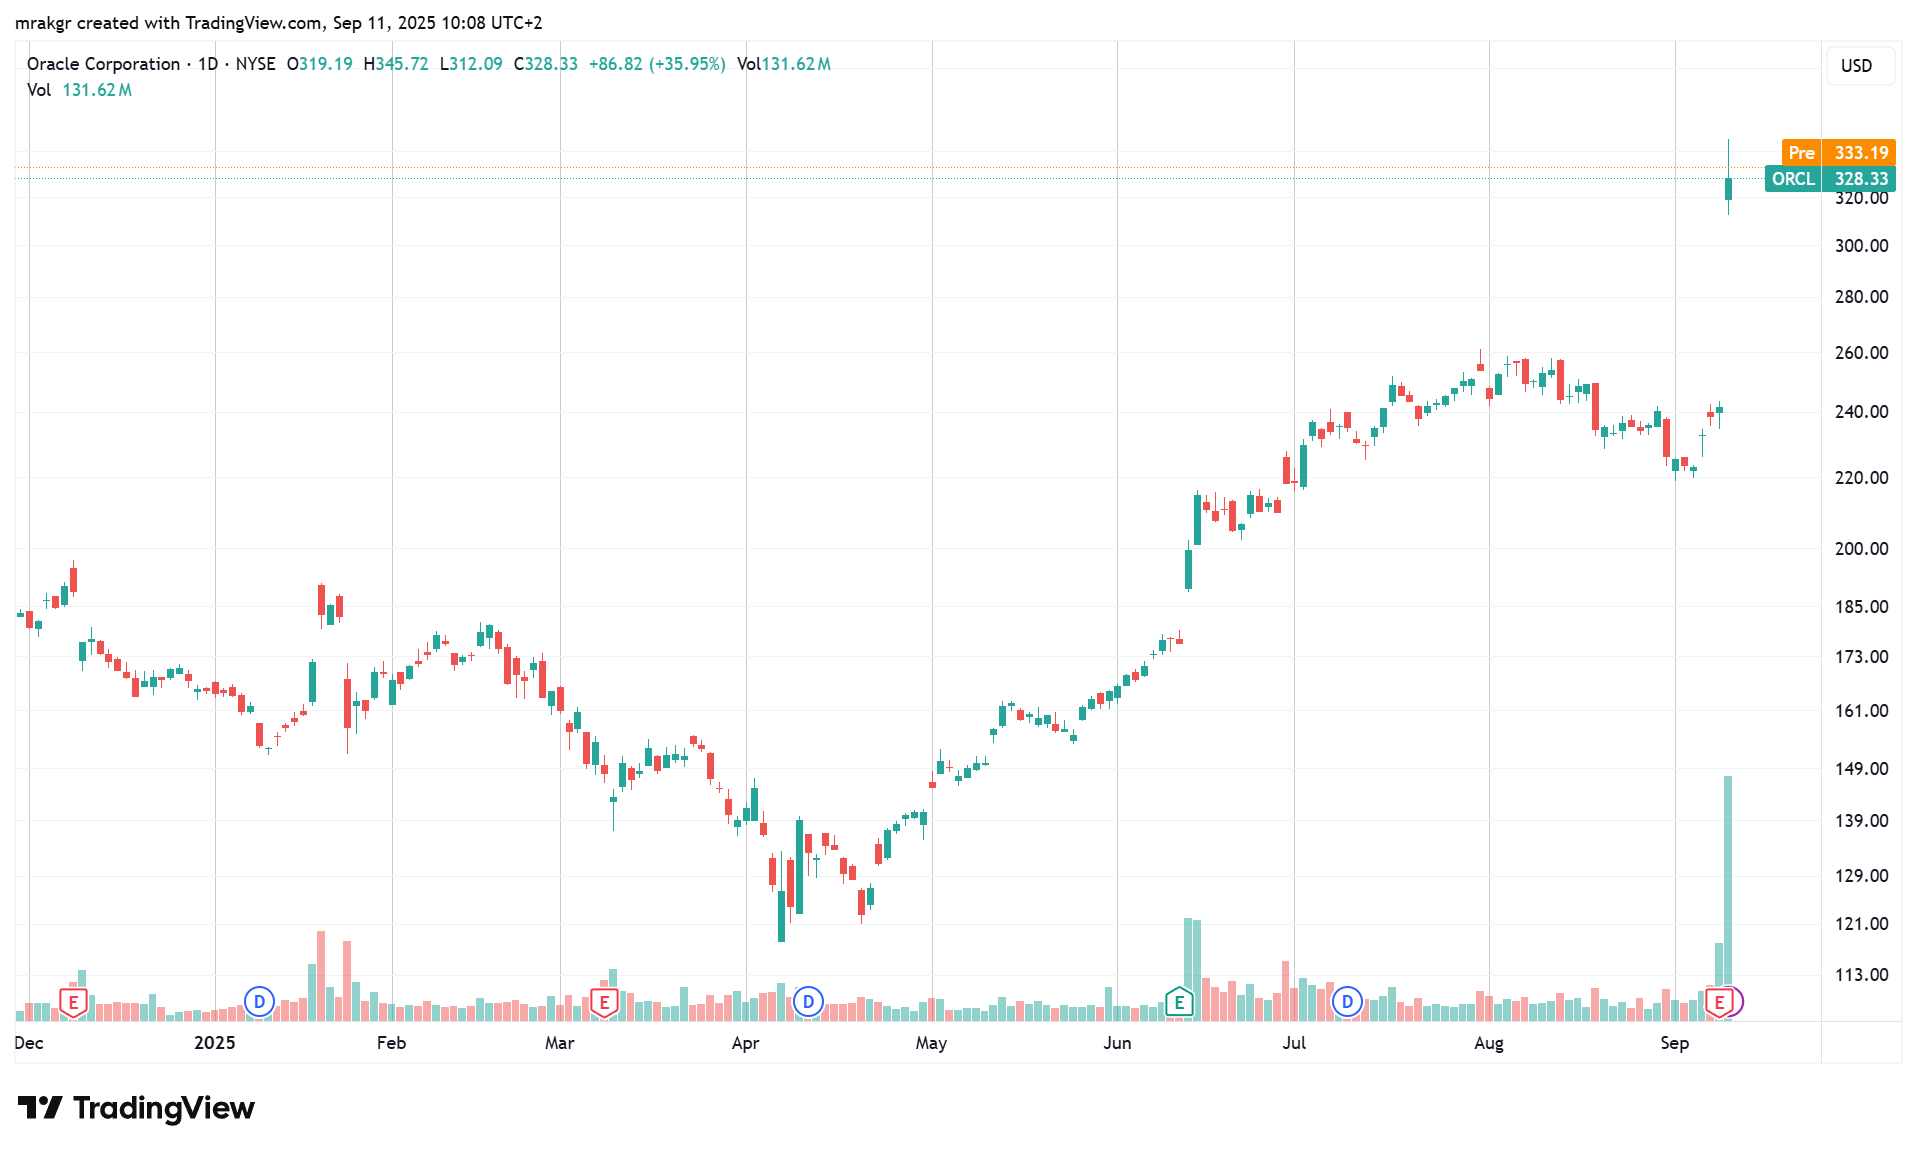 mrakgr created with TradingView.com, Sep 11, 2025 10:08 UTC+2
Oracle Corporation · 1D · NYSE O319.19 H345.72 L312.09 C328.33 +86.82 (+35.95%) Vol131.62M
Vol 131.62M
USD
Pre 333.19
ORCL 328.33
320.00
300.00
280.00
260.00
240.00
220.00
200.00
185.00
173.00
161.00
149.00
139.00
129.00
121.00
113.00
E D E D E D E
Dec 2025 Feb Mar Apr May Jun Jul Aug Sep
TradingView